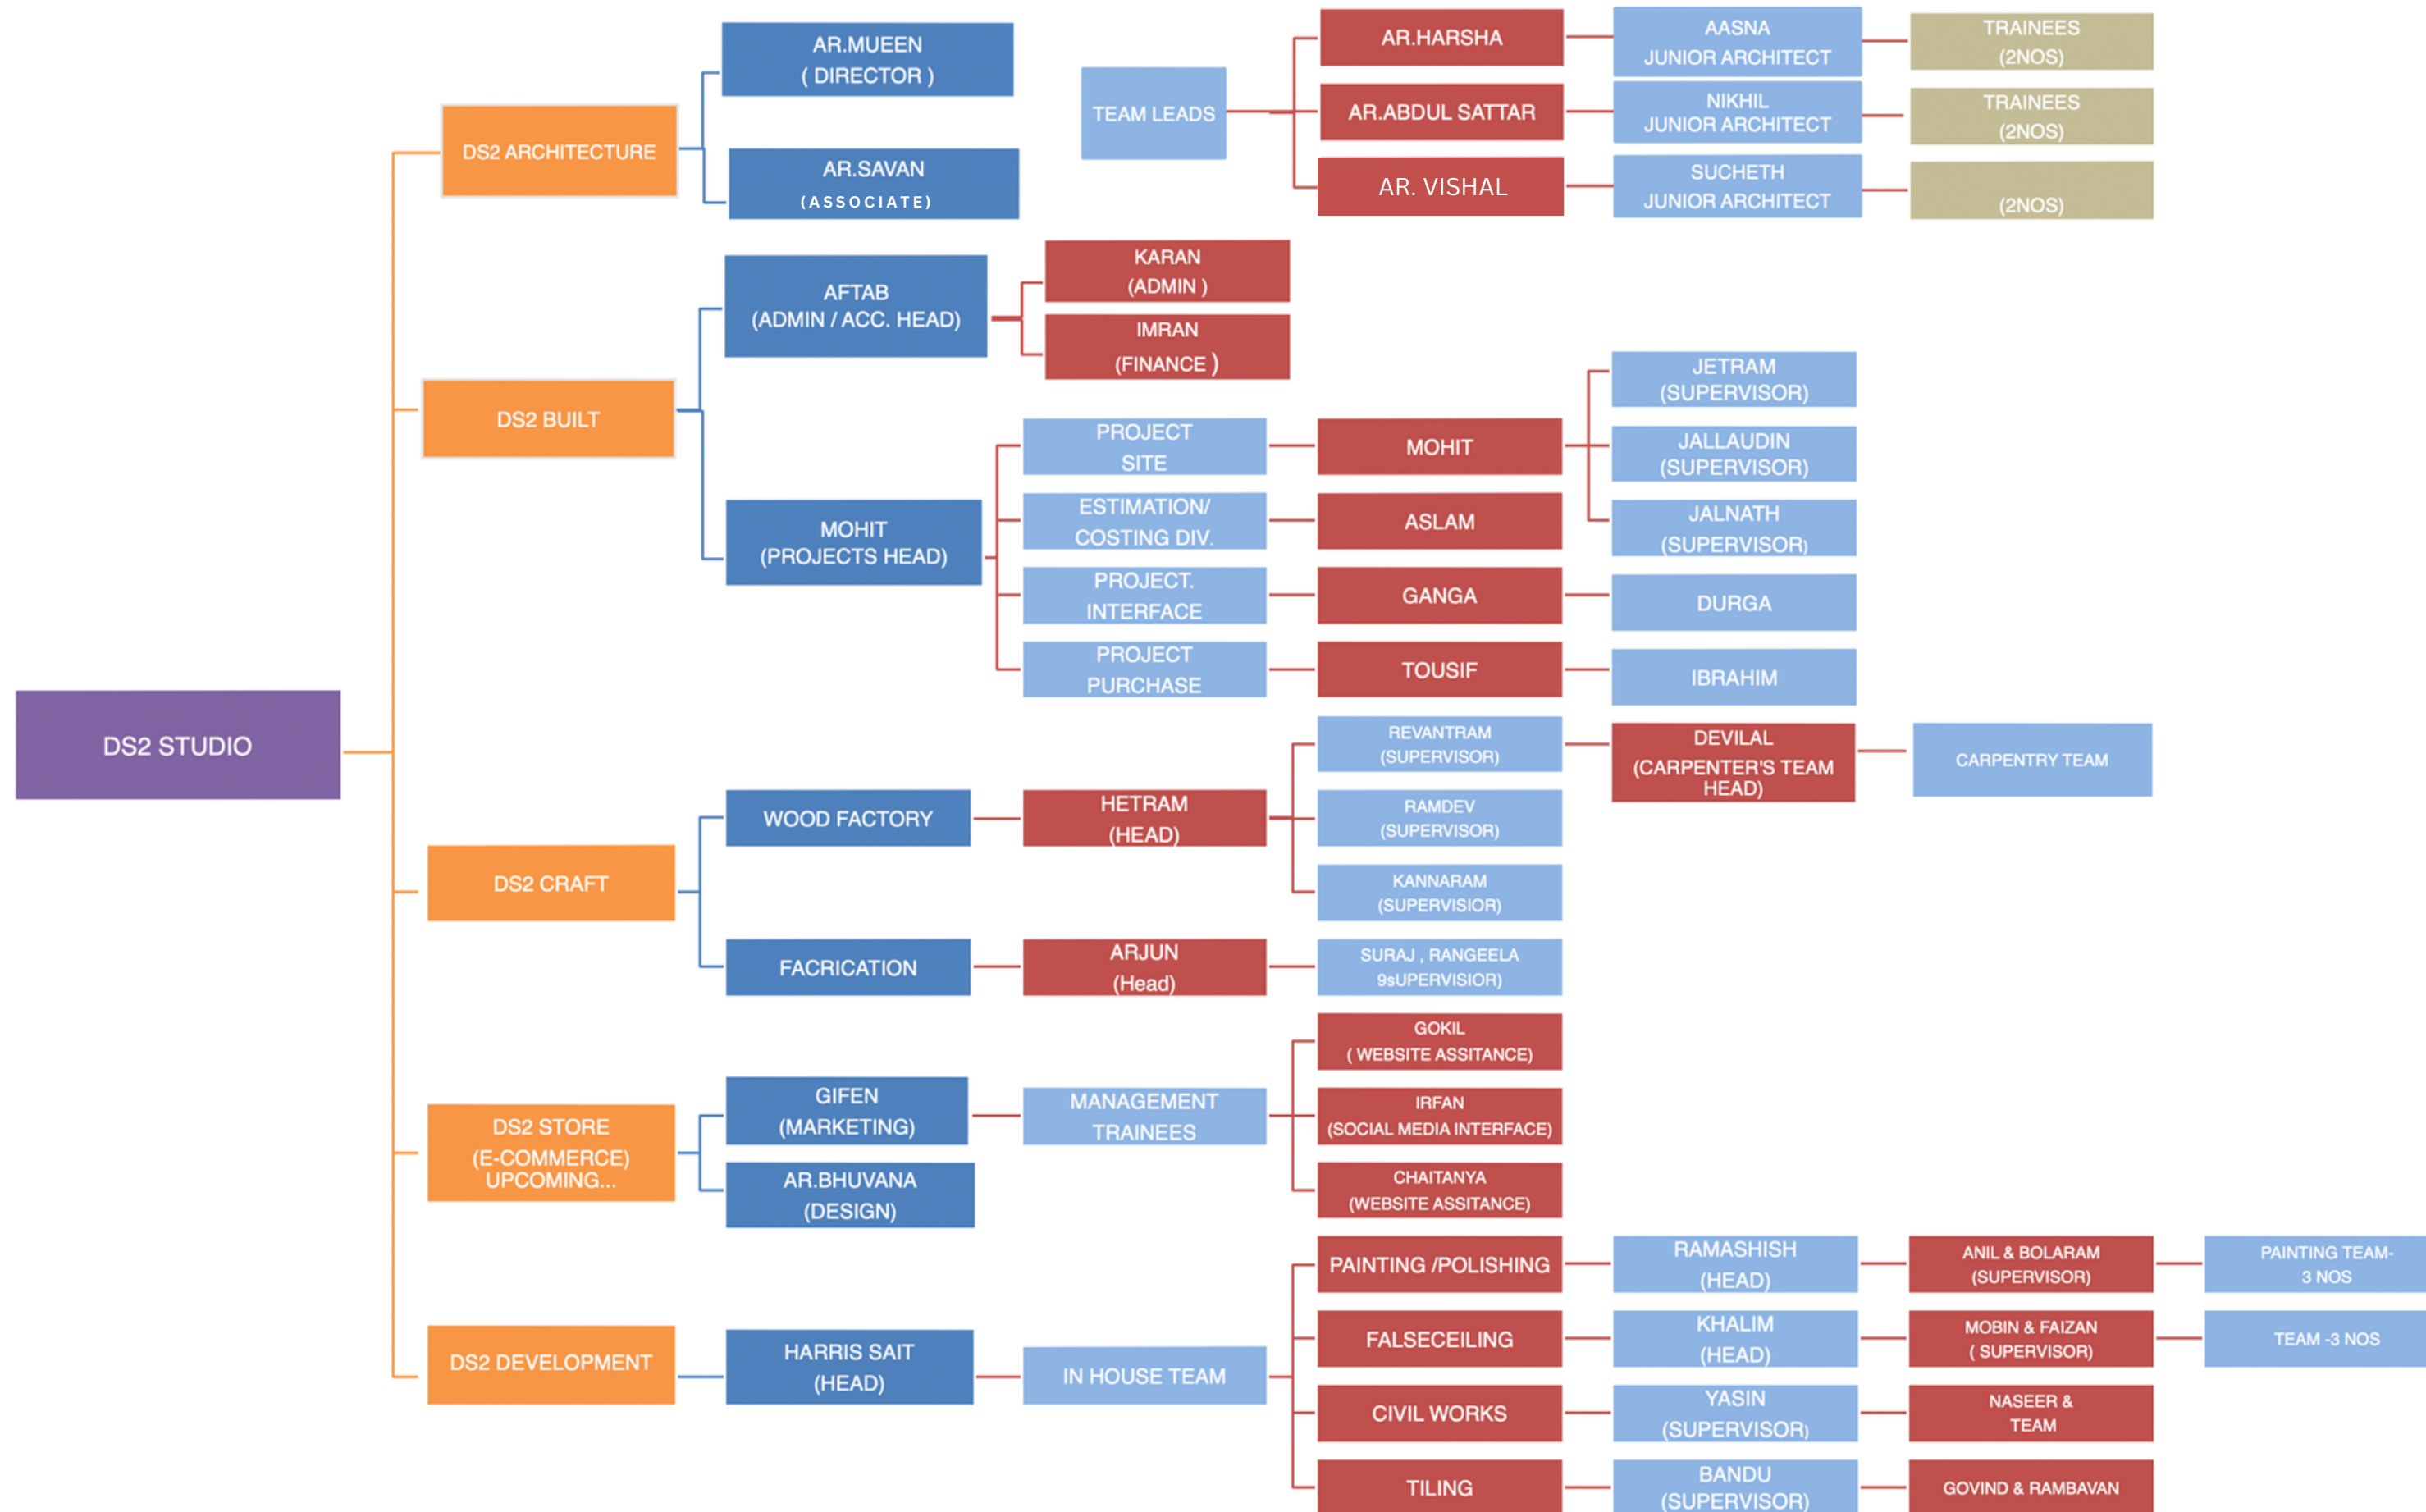 AR.MUEEN
( DIRECTOR )
AR.SAVAN
(ASSOCIATE)
DS2 ARCHITECTURE
TEAM LEADS
AR.HARSHA
AASNA
JUNIOR ARCHITECT
TRAINEES
(2NOS)
AR.ABDUL SATTAR
NIKHIL
JUNIOR ARCHITECT
TRAINEES
(2NOS)
AR. VISHAL
SUCHETH
JUNIOR ARCHITECT
(2NOS)
DS2 BUILT
AFTAB
(ADMIN / ACC. HEAD)
KARAN
(ADMIN )
IMRAN
(FINANCE )
MOHIT
(PROJECTS HEAD)
PROJECT
SITE
MOHIT
JETRAM
(SUPERVISOR)
JALLAUDIN
(SUPERVISOR)
JALNATH
(SUPERVISOR)
ESTIMATION/
COSTING DIV.
ASLAM
PROJECT.
INTERFACE
GANGA
DURGA
PROJECT
PURCHASE
TOUSIF
IBRAHIM
DS2 STUDIO
DS2 CRAFT
WOOD FACTORY
HETRAM
(HEAD)
REVANTRAM
(SUPERVISOR)
DEVILAL
(CARPENTER'S TEAM
HEAD)
CARPENTRY TEAM
RAMDEV
(SUPERVISOR)
KANNARAM
(SUPERVISIOR)
FACRICATION
ARJUN
(Head)
SURAJ , RANGEELA
9sUPERVISIOR)
DS2 STORE
(E-COMMERCE)
UPCOMING...
GIFEN
(MARKETING)
MANAGEMENT
TRAINEES
GOKIL
( WEBSITE ASSITANCE)
IRFAN
(SOCIAL MEDIA INTERFACE)
CHAITANYA
(WEBSITE ASSITANCE)
AR.BHUVANA
(DESIGN)
DS2 DEVELOPMENT
HARRIS SAIT
(HEAD)
IN HOUSE TEAM
PAINTING /POLISHING
RAMASHISH
(HEAD)
ANIL & BOLARAM
(SUPERVISOR)
PAINTING TEAM-
3 NOS
FALSECEILING
KHALIM
(HEAD)
MOBIN & FAIZAN
( SUPERVISOR)
TEAM -3 NOS
CIVIL WORKS
YASIN
(SUPERVISOR)
NASEER &
TEAM
TILING
BANDU
(SUPERVISOR)
GOVIND & RAMBAVAN